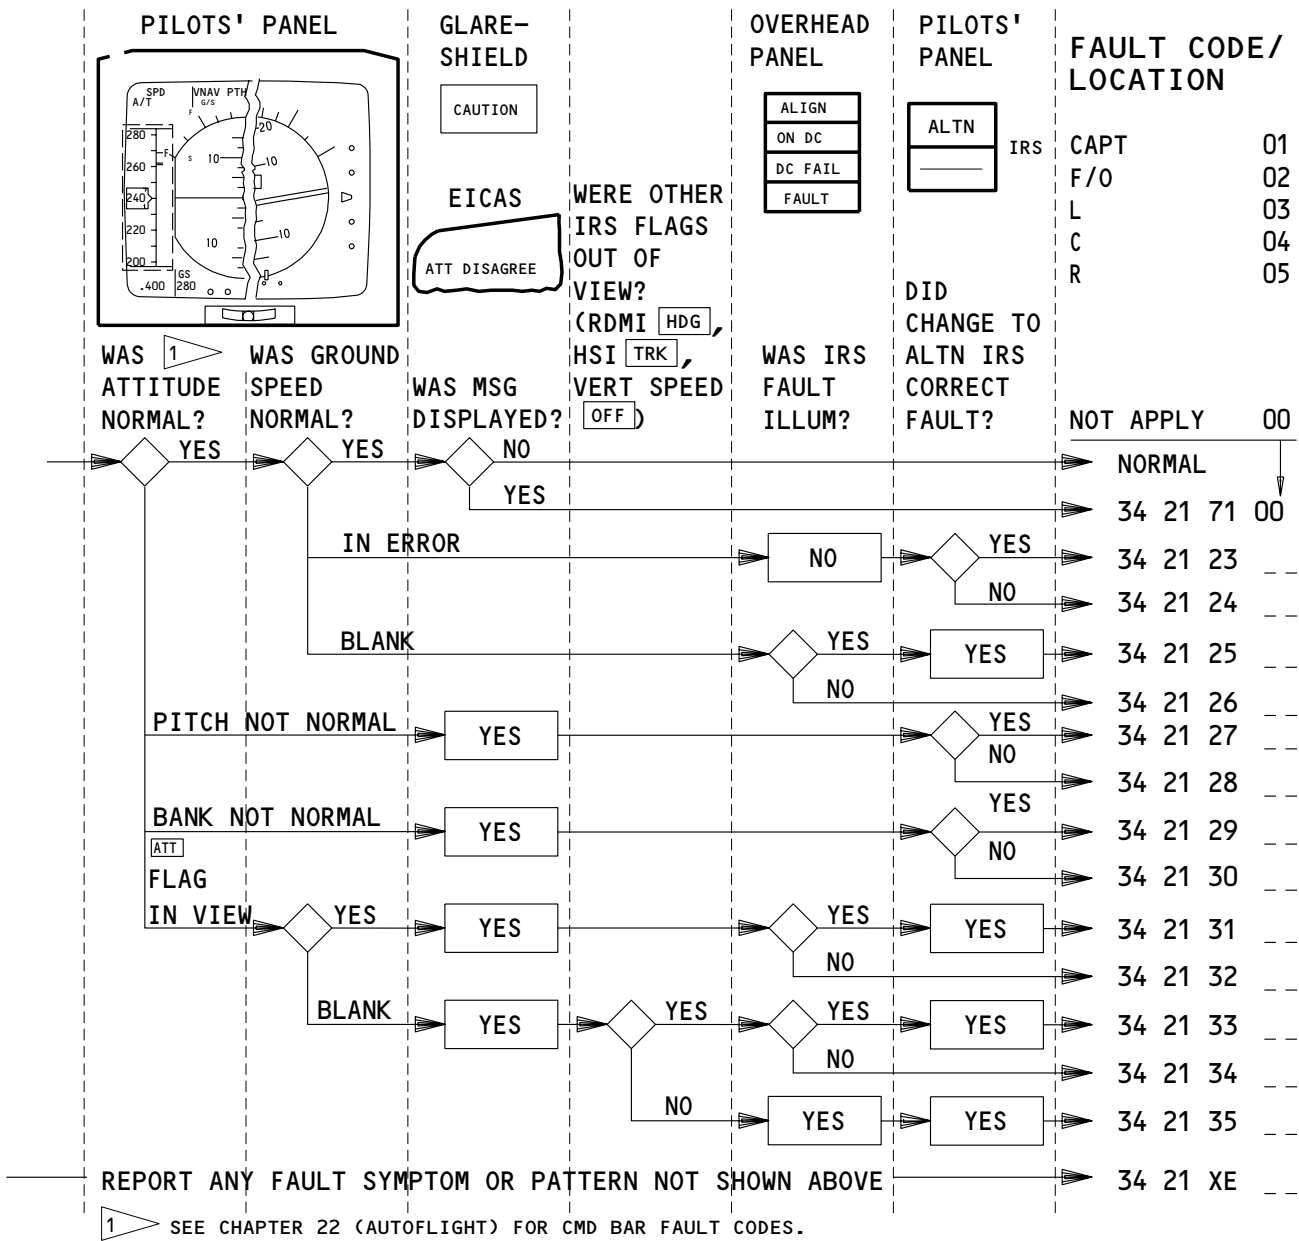 PILOTS' PANEL
GLARE-
SHIELD
OVERHEAD
PANEL
PILOTS'
PANEL
FAULT CODE/
LOCATION
SPD
A/T
VNAV PTH
G/S
F
F
S
280
260
240
220
200
20
10
10
10
10
.400
GS
280
CAUTION
EICAS
ATT DISAGREE
WERE OTHER
IRS FLAGS
OUT OF
VIEW?
(RDMI HDG,
HSI TRK,
VERT SPEED
OFF)
ALIGN
ON DC
DC FAIL
FAULT
ALTN
IRS
CAPT 01
F/O 02
L 03
C 04
R 05
WAS 1
ATTITUDE
NORMAL?
WAS GROUND
SPEED
NORMAL?
WAS MSG
DISPLAYED?
WAS IRS
FAULT
ILLUM?
DID
CHANGE TO
ALTN IRS
CORRECT
FAULT?
NOT APPLY 00
YES YES NO NORMAL
YES 34 21 71 00
IN ERROR NO YES 34 21 23 _ _
NO 34 21 24 _ _
BLANK YES YES 34 21 25 _ _
NO 34 21 26 _ _
PITCH NOT NORMAL YES YES 34 21 27 _ _
NO 34 21 28 _ _
BANK NOT NORMAL YES YES 34 21 29 _ _
NO 34 21 30 _ _
ATT
FLAG
IN VIEW YES YES YES YES 34 21 31 _ _
NO 34 21 32 _ _
BLANK YES YES YES YES 34 21 33 _ _
NO 34 21 34 _ _
NO YES YES 34 21 35 _ _
REPORT ANY FAULT SYMPTOM OR PATTERN NOT SHOWN ABOVE 34 21 XE _ _
1 SEE CHAPTER 22 (AUTOFLIGHT) FOR CMD BAR FAULT CODES.